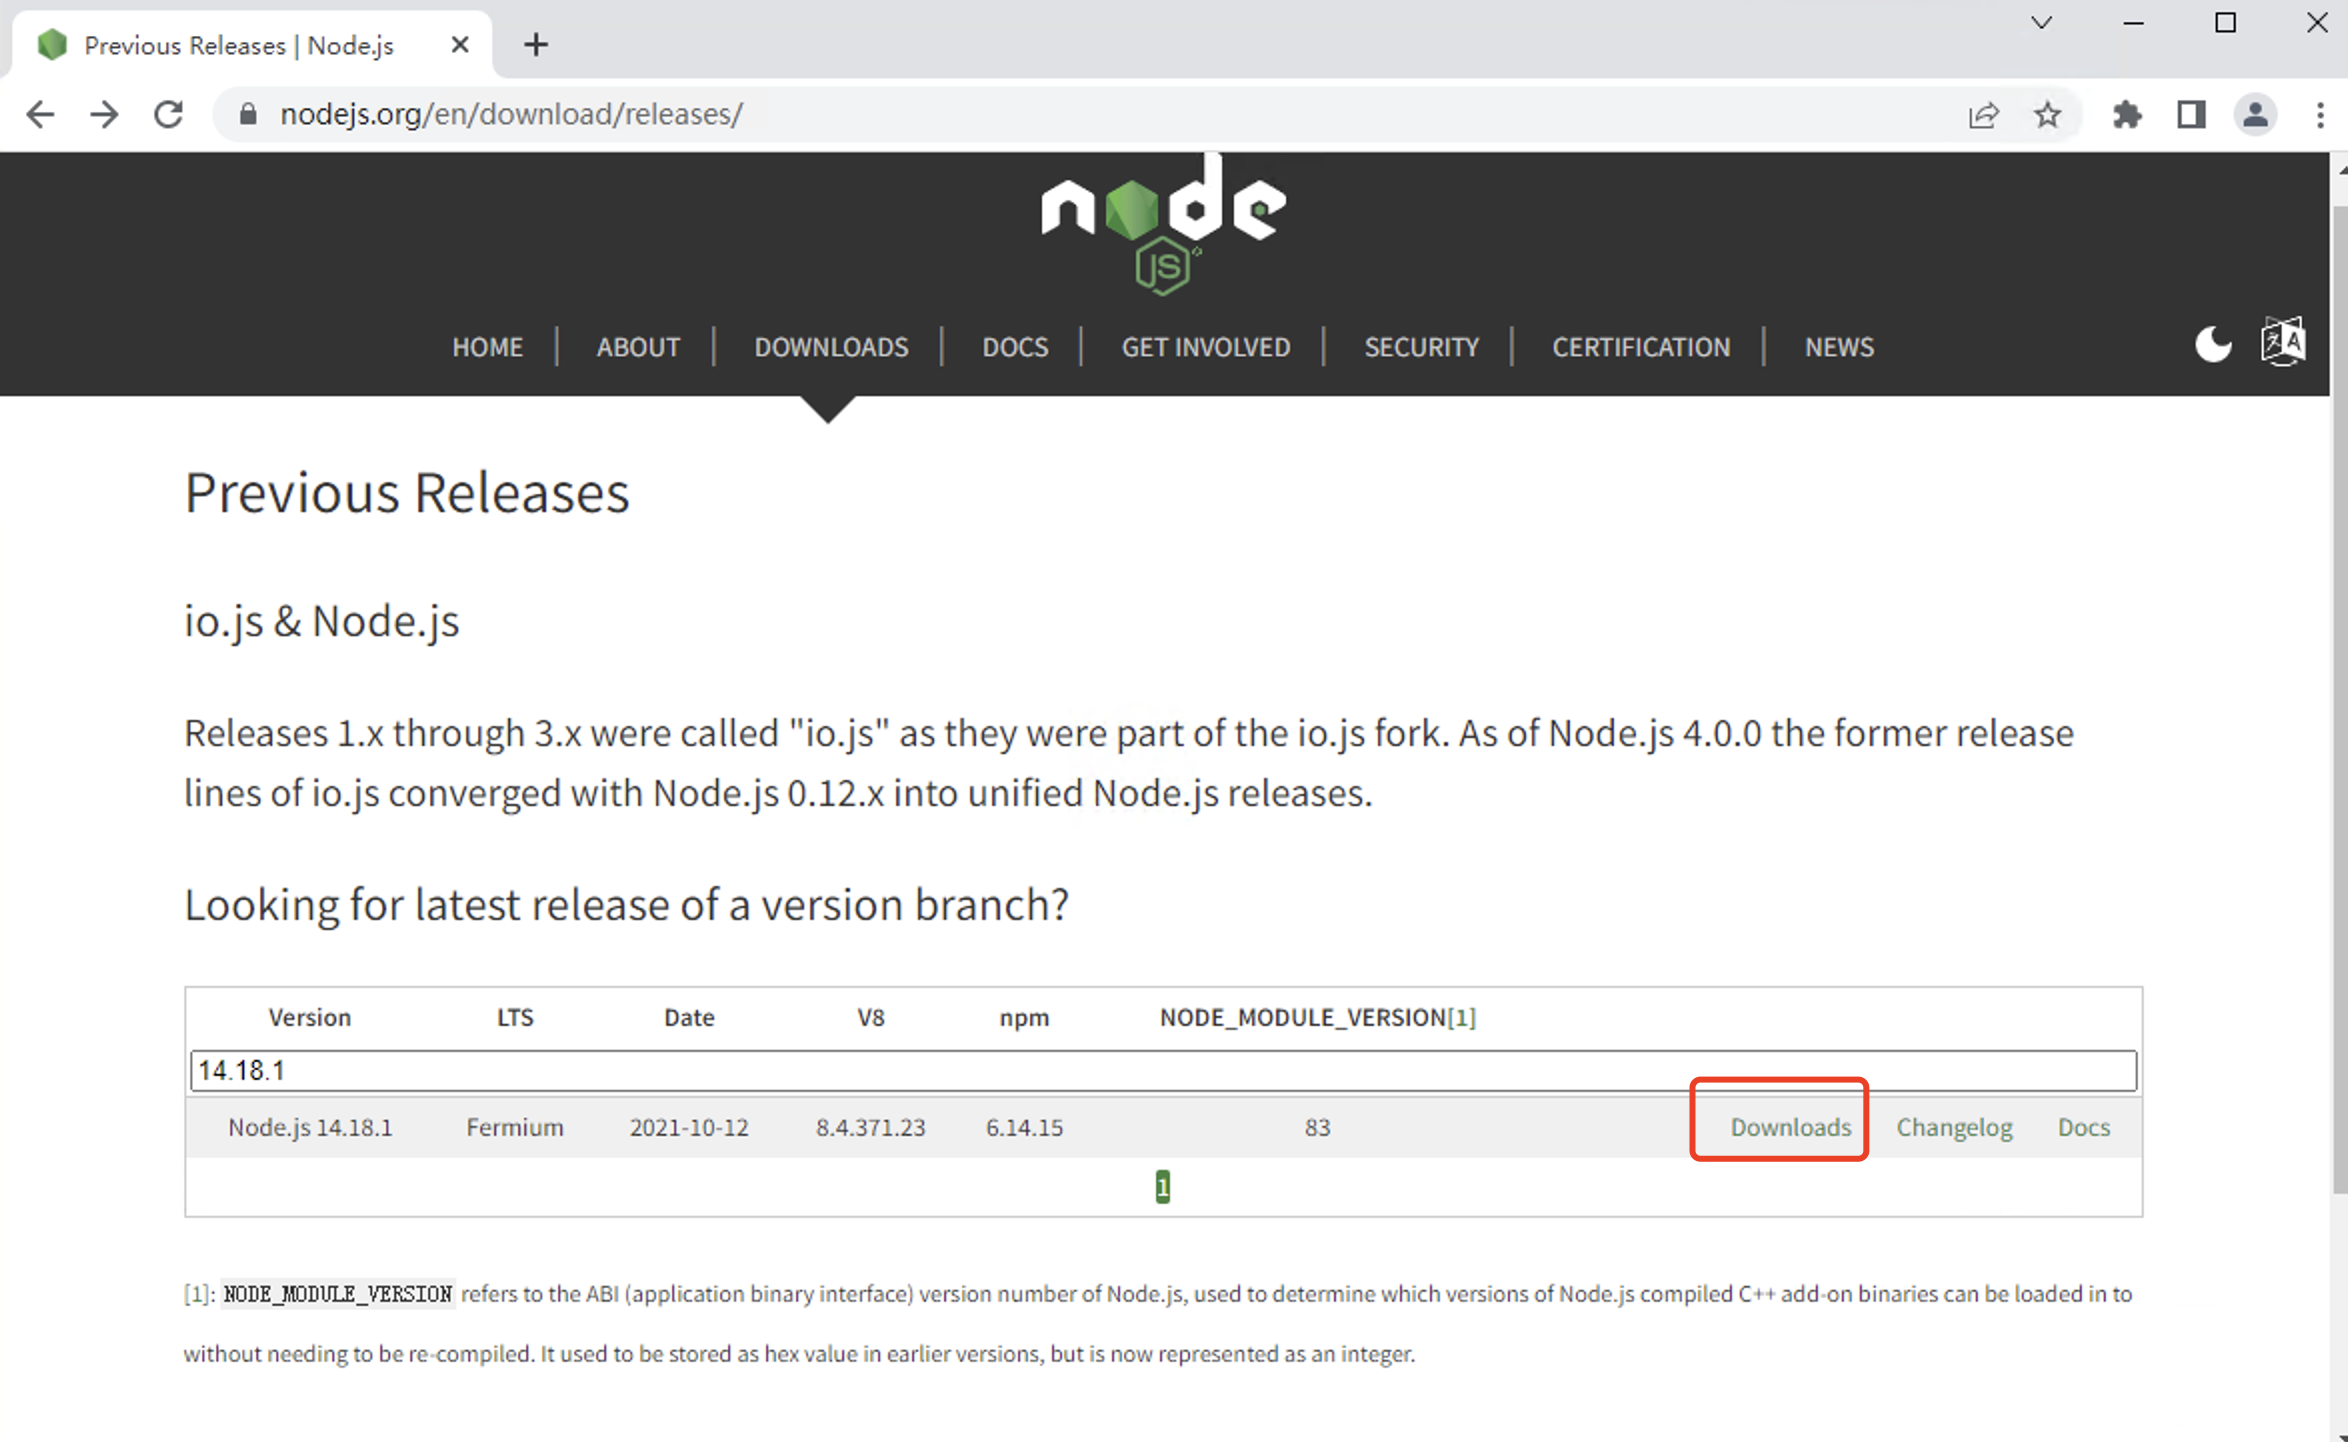 Previous Releases | Node.js
nodejs.org/en/download/releases/
node
JS
HOME | ABOUT | DOWNLOADS | DOCS | GET INVOLVED | SECURITY | CERTIFICATION | NEWS
Previous Releases
io.js & Node.js
Releases 1.x through 3.x were called "io.js" as they were part of the io.js fork. As of Node.js 4.0.0 the former release
lines of io.js converged with Node.js 0.12.x into unified Node.js releases.
Looking for latest release of a version branch?
Version LTS Date V8 npm NODE_MODULE_VERSION[1]
14.18.1
Node.js 14.18.1 Fermium 2021-10-12 8.4.371.23 6.14.15 83 Downloads Changelog Docs
1
[1]: NODE_MODULE_VERSION refers to the ABI (application binary interface) version number of Node.js, used to determine which versions of Node.js compiled C++ add-on binaries can be loaded in to
without needing to be re-compiled. It used to be stored as hex value in earlier versions, but is now represented as an integer.